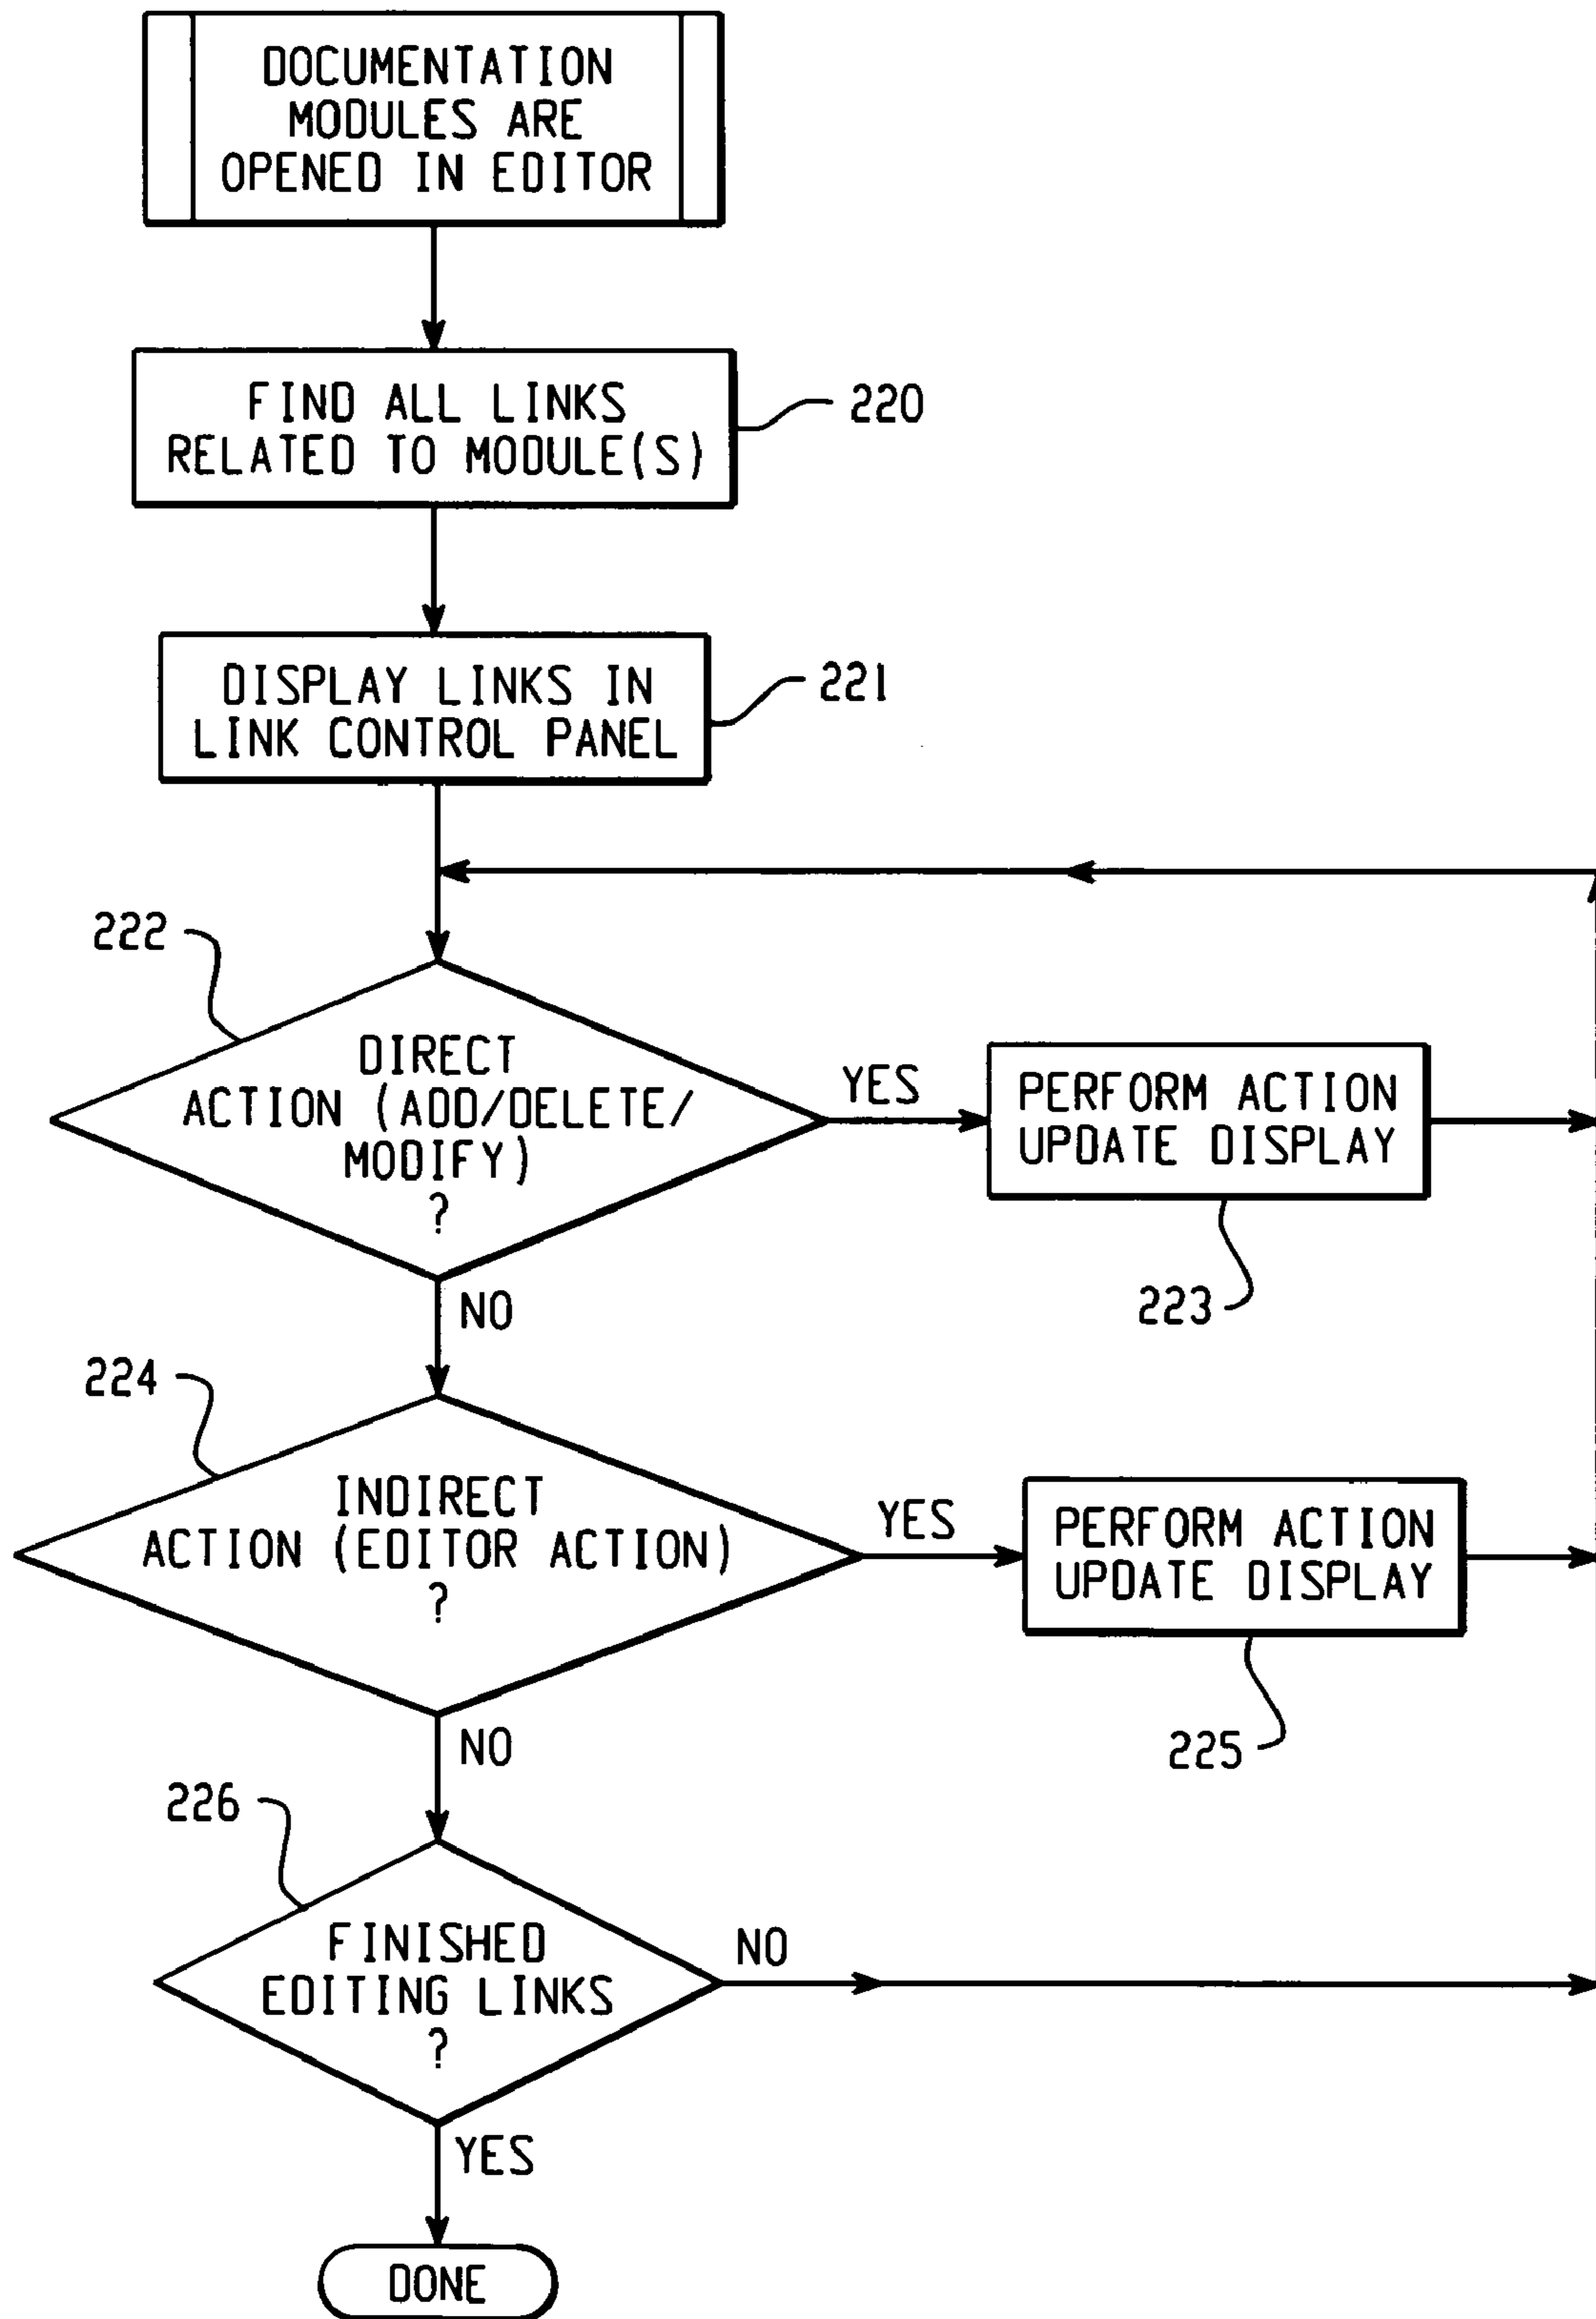 DOCUMENTATION
MODULES ARE
OPENED IN EDITOR
FIND ALL LINKS
RELATED TO MODULE(S)
220
DISPLAY LINKS IN
LINK CONTROL PANEL
221
222
DIRECT
ACTION (ADD/DELETE/
MODIFY)
?
YES
PERFORM ACTION
UPDATE DISPLAY
223
NO
224
INDIRECT
ACTION (EDITOR ACTION)
?
YES
PERFORM ACTION
UPDATE DISPLAY
225
NO
226
FINISHED
EDITING LINKS
?
NO
YES
DONE